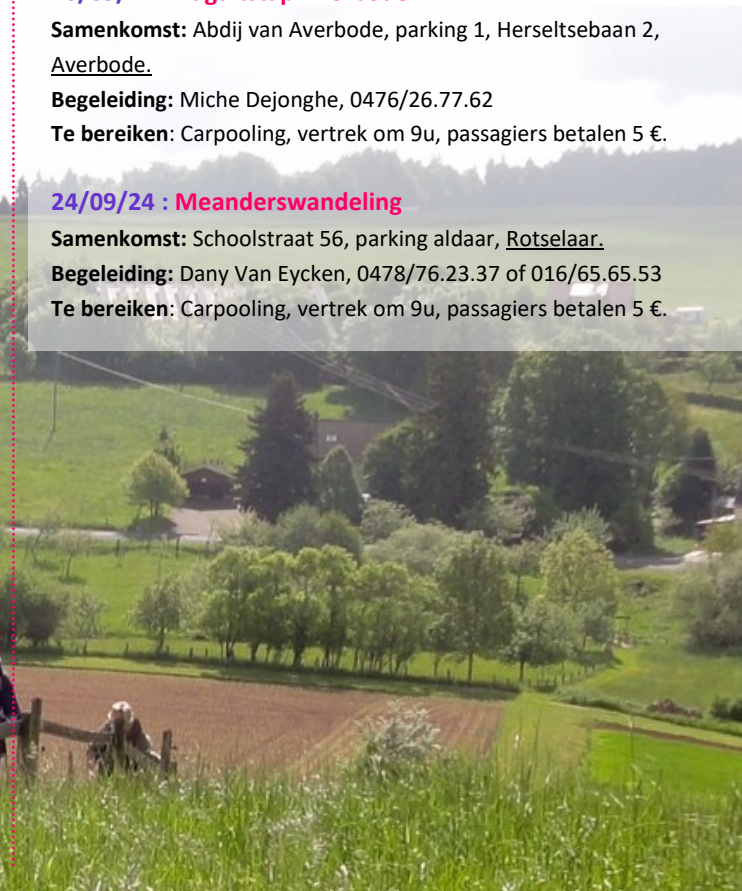 Samenkomst: Abdij van Averbode, parking 1, Herseltsebaan 2,
Averbode.
Begeleiding: Miche Dejonghe, 0476/26.77.62
Te bereiken: Carpooling, vertrek om 9u, passagiers betalen 5 €.
24/09/24 : Meanderswandeling
Samenkomst: Schoolstraat 56, parking aldaar, Rotselaar.
Begeleiding: Dany Van Eycken, 0478/76.23.37 of 016/65.65.53
Te bereiken: Carpooling, vertrek om 9u, passagiers betalen 5 €.